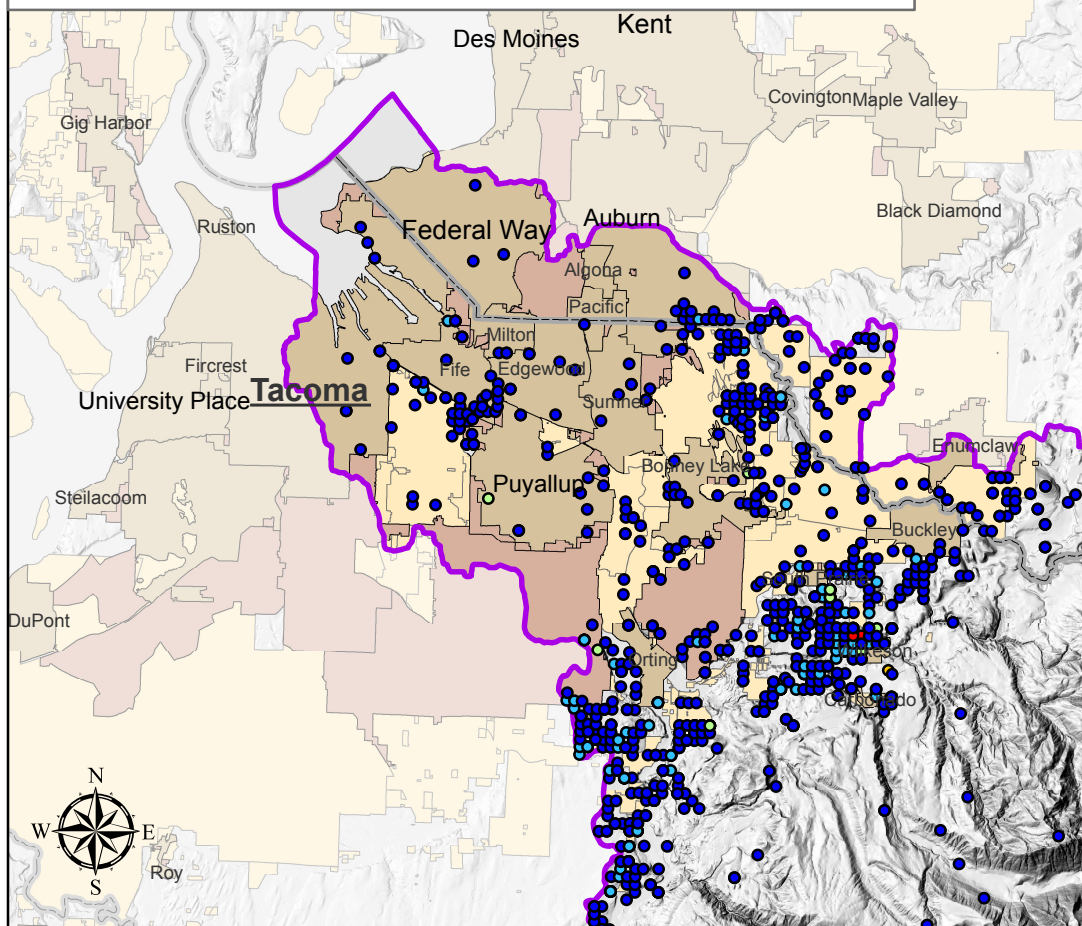 Kent
Des Moines
Covington
Maple Valley
Gig Harbor
Black Diamond
Auburn
Ruston
Federal Way
Algona
Pacific
Milton
Fircrest
Fife
Edgewood
University Place
Tacoma
Sumner
Enumclaw
Bonney Lake
Puyallup
Steilacoom
Buckley
South Prairie
DuPont
Wilkeson
Orting
Carbonado
N
W
E
S
Roy